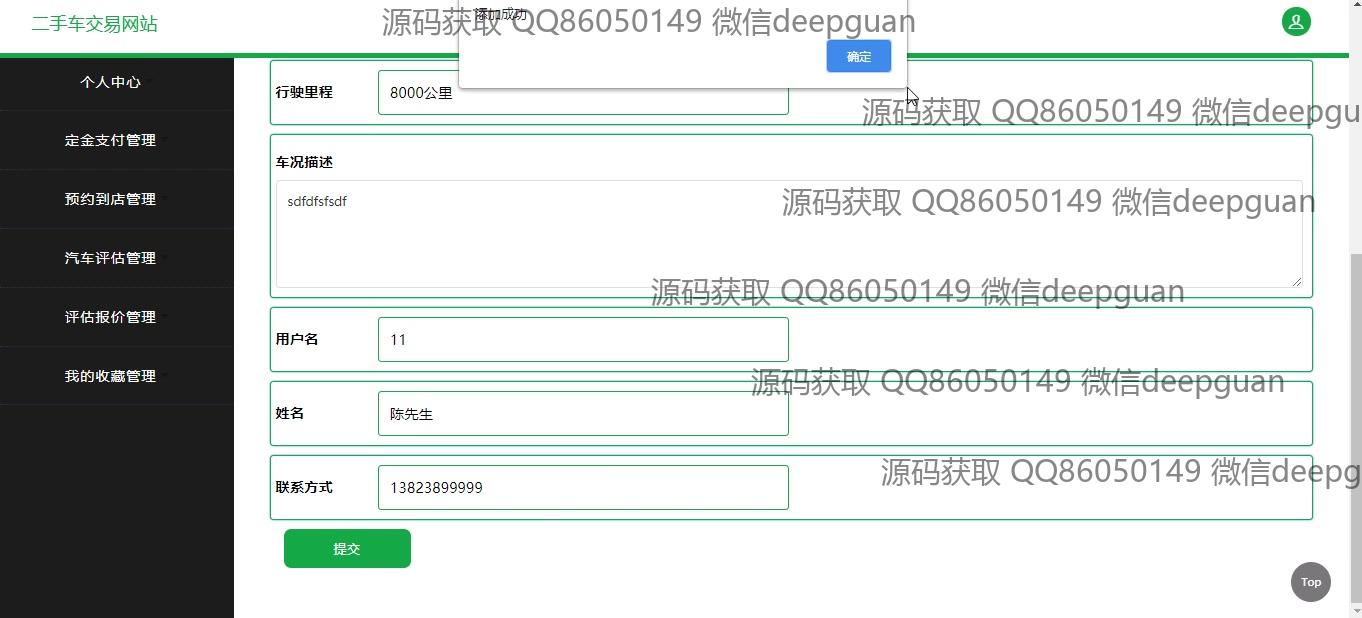 二手车交易网站
源码获取 QQ86050149 微信deepguan
添加成功
确定
个人中心
行驶里程
8000公里
源码获取 QQ86050149 微信deepgu
定金支付管理
车况描述
预约到店管理
sdfdfsfsdf
源码获取 QQ86050149 微信deepguan
汽车评估管理
源码获取 QQ86050149 微信deepguan
评估报价管理
用户名
11
我的收藏管理
源码获取 QQ86050149 微信deepguan
姓名
陈先生
源码获取 QQ86050149 微信deepg
联系方式
13823899999
提交
Top